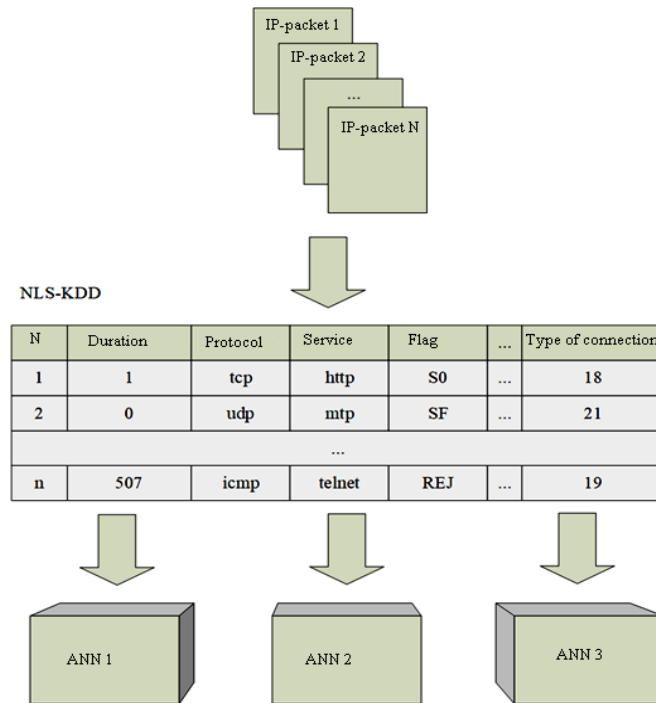 IP-packet 1
IP-packet 2
...
IP-packet N
NLS-KDD
N Duration Protocol Service Flag ... Type of connection
1 1 tcp http S0 ... 18
2 0 udp mtp SF ... 21
...
n 507 icmp telnet REJ ... 19
ANN 1 ANN 2 ANN 3